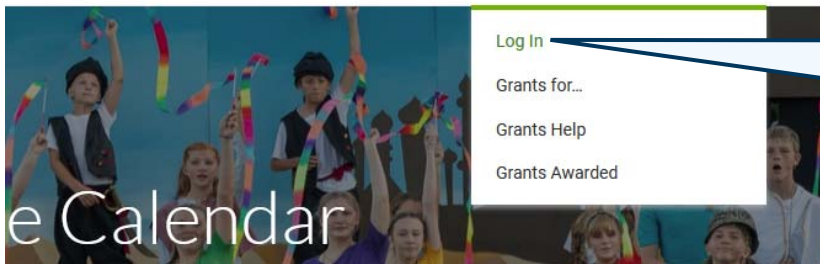 Log In
Grants for...
Grants Help
Grants Awarded
e Calendar